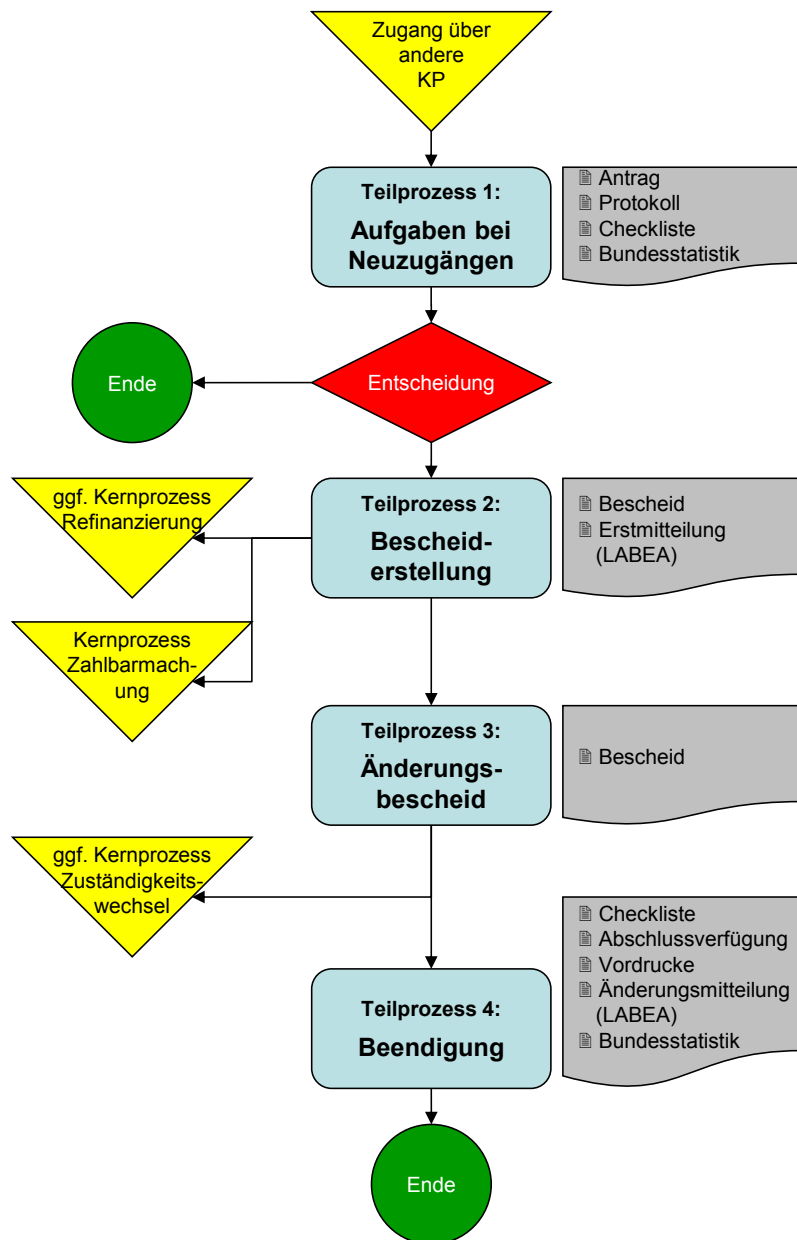 Zugang über
andere
KP
Teilprozess 1:
Aufgaben bei
Neuzugängen
Antrag
Protokoll
Checkliste
Bundesstatistik
Ende
Entscheidung
ggf. Kernprozess
Refinanzierung
Teilprozess 2:
Bescheid-
erstellung
Bescheid
Erstmitteilung
(LABEA)
Kernprozess
Zahlbarmach-
ung
Teilprozess 3:
Änderungs-
bescheid
Bescheid
ggf. Kernprozess
Zuständigkeits-
wechsel
Checkliste
Abschlussverfügung
Vordrucke
Änderungsmitteilung
(LABEA)
Bundesstatistik
Teilprozess 4:
Beendigung
Ende